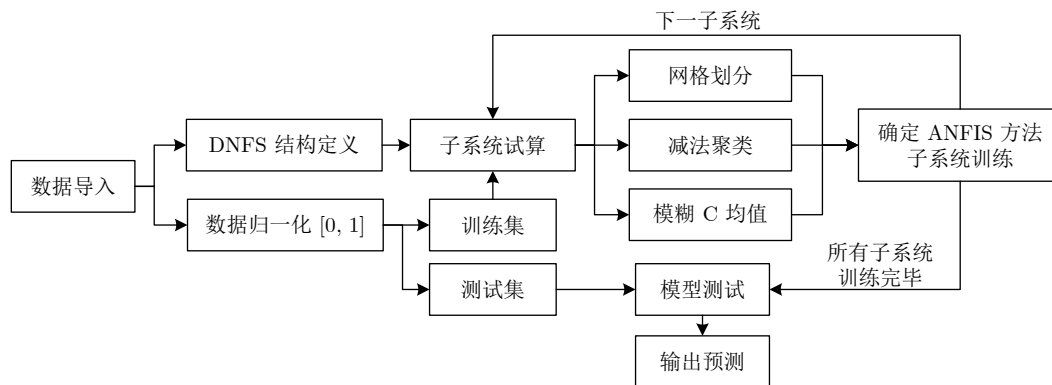 下一子系统
网格划分
DNFS 结构定义
子系统试算
减法聚类
确定 ANFIS 方法
子系统训练
数据导入
数据归一化 [0, 1]
训练集
模糊 C 均值
所有子系统
训练完毕
测试集
模型测试
输出预测